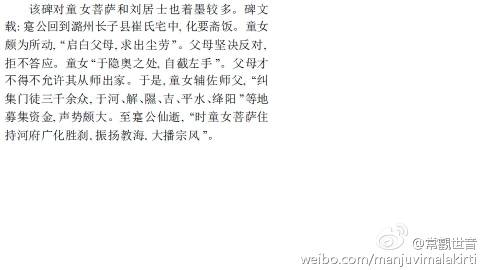 该碑对童女菩萨和刘居士也着墨较多。碑文
载:寔公回到潞州长子县崔氏宅中,化要斋饭。童女
颇为所动,“启白父母,求出尘劳”。父母坚决反对,
拒不答应。童女“于隐奥之处,自截左手”。父母才
不得不允许其从师出家。于是,童女辅佐师父,“纠
集门徒三千余众,于河、解、隰、吉、平水、绛阳”等地
募集资金,声势颇大。至寔公仙逝,“时童女菩萨住
持河府广化胜刹,振扬教海,大播宗风”。
@常觀世音
weibo.com/manjuvimalakirti